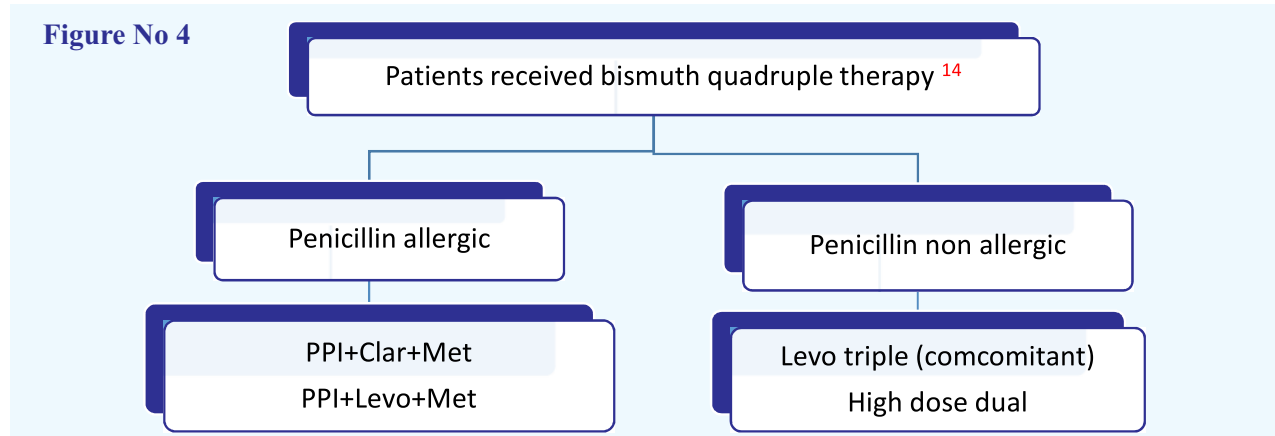 Figure No 4
Patients received bismuth quadruple therapy 14
Penicillin allergic
Penicillin non allergic
PPI+Clar+Met
PPI+Levo+Met
Levo triple (comcomitant)
High dose dual